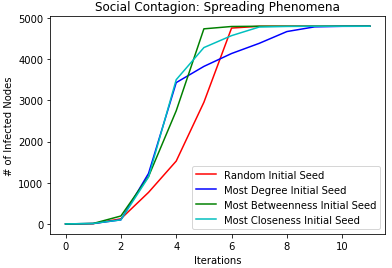 Social Contagion: Spreading Phenomena
5000
4000
3000
2000
1000
0
# of Infected Nodes
Random Initial Seed
Most Degree Initial Seed
Most Betweenness Initial Seed
Most Closeness Initial Seed
0 2 4 6 8 10
Iterations